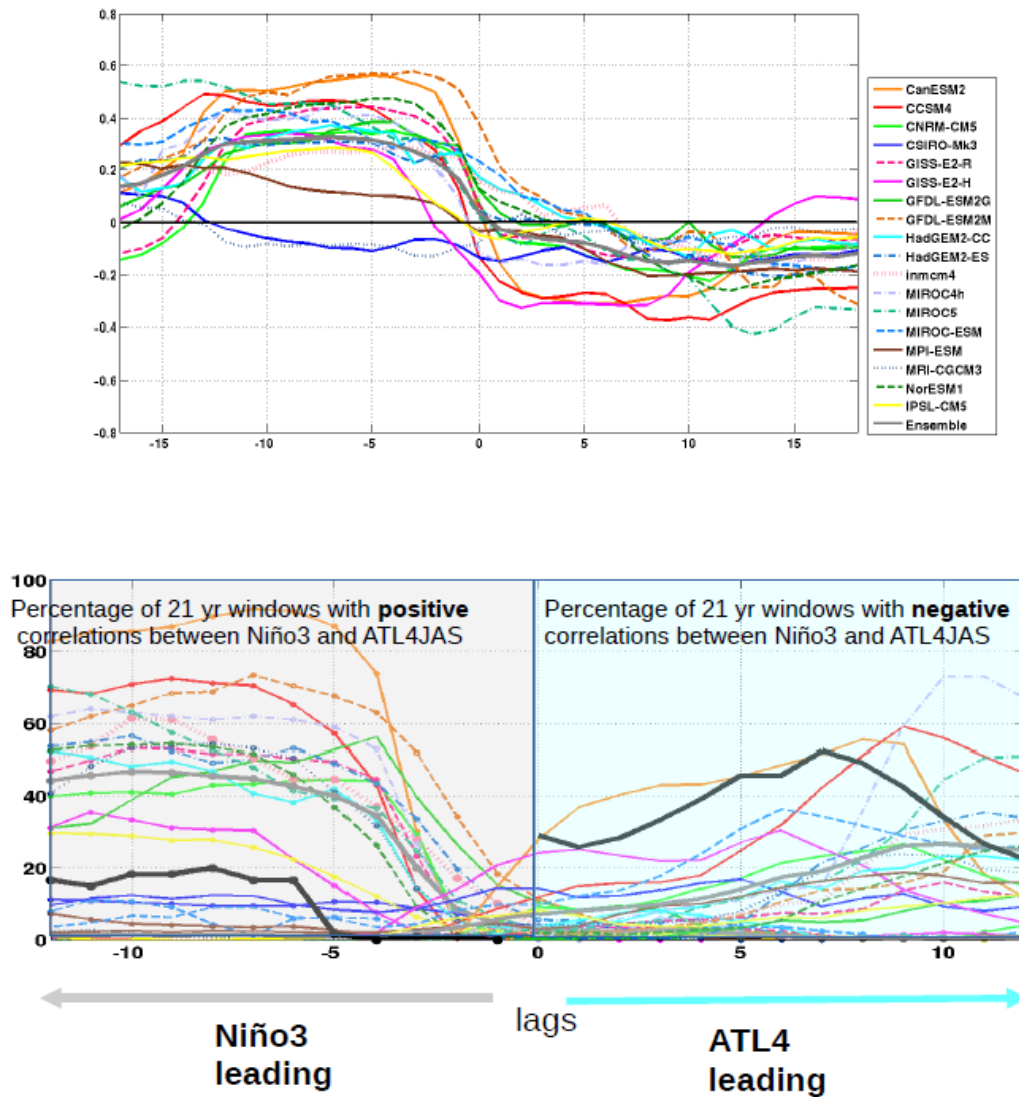 0.8
0.6
0.4
0.2
0
-0.2
-0.4
-0.6
-0.8
-15 -10 -5 0 5 10 15
CanESM2
CCSM4
CNRM-CM5
CSIRO-Mk3
GISS-E2-R
GISS-E2-H
GFDL-ESM2G
GFDL-ESM2M
HadGEM2-CC
HadGEM2-ES
inmcm4
MIROC4h
MIROC5
MIROC-ESM
MPI-ESM
MRI-CGCM3
NorESM1
IPSL-CM5
Ensemble
100
Percentage of 21 yr windows with positive
correlations between Niño3 and ATL4JAS
Percentage of 21 yr windows with negative
correlations between Niño3 and ATL4JAS
80
60
40
20
0
-10 -5 0 5 10
lags
Niño3
leading
ATL4
leading